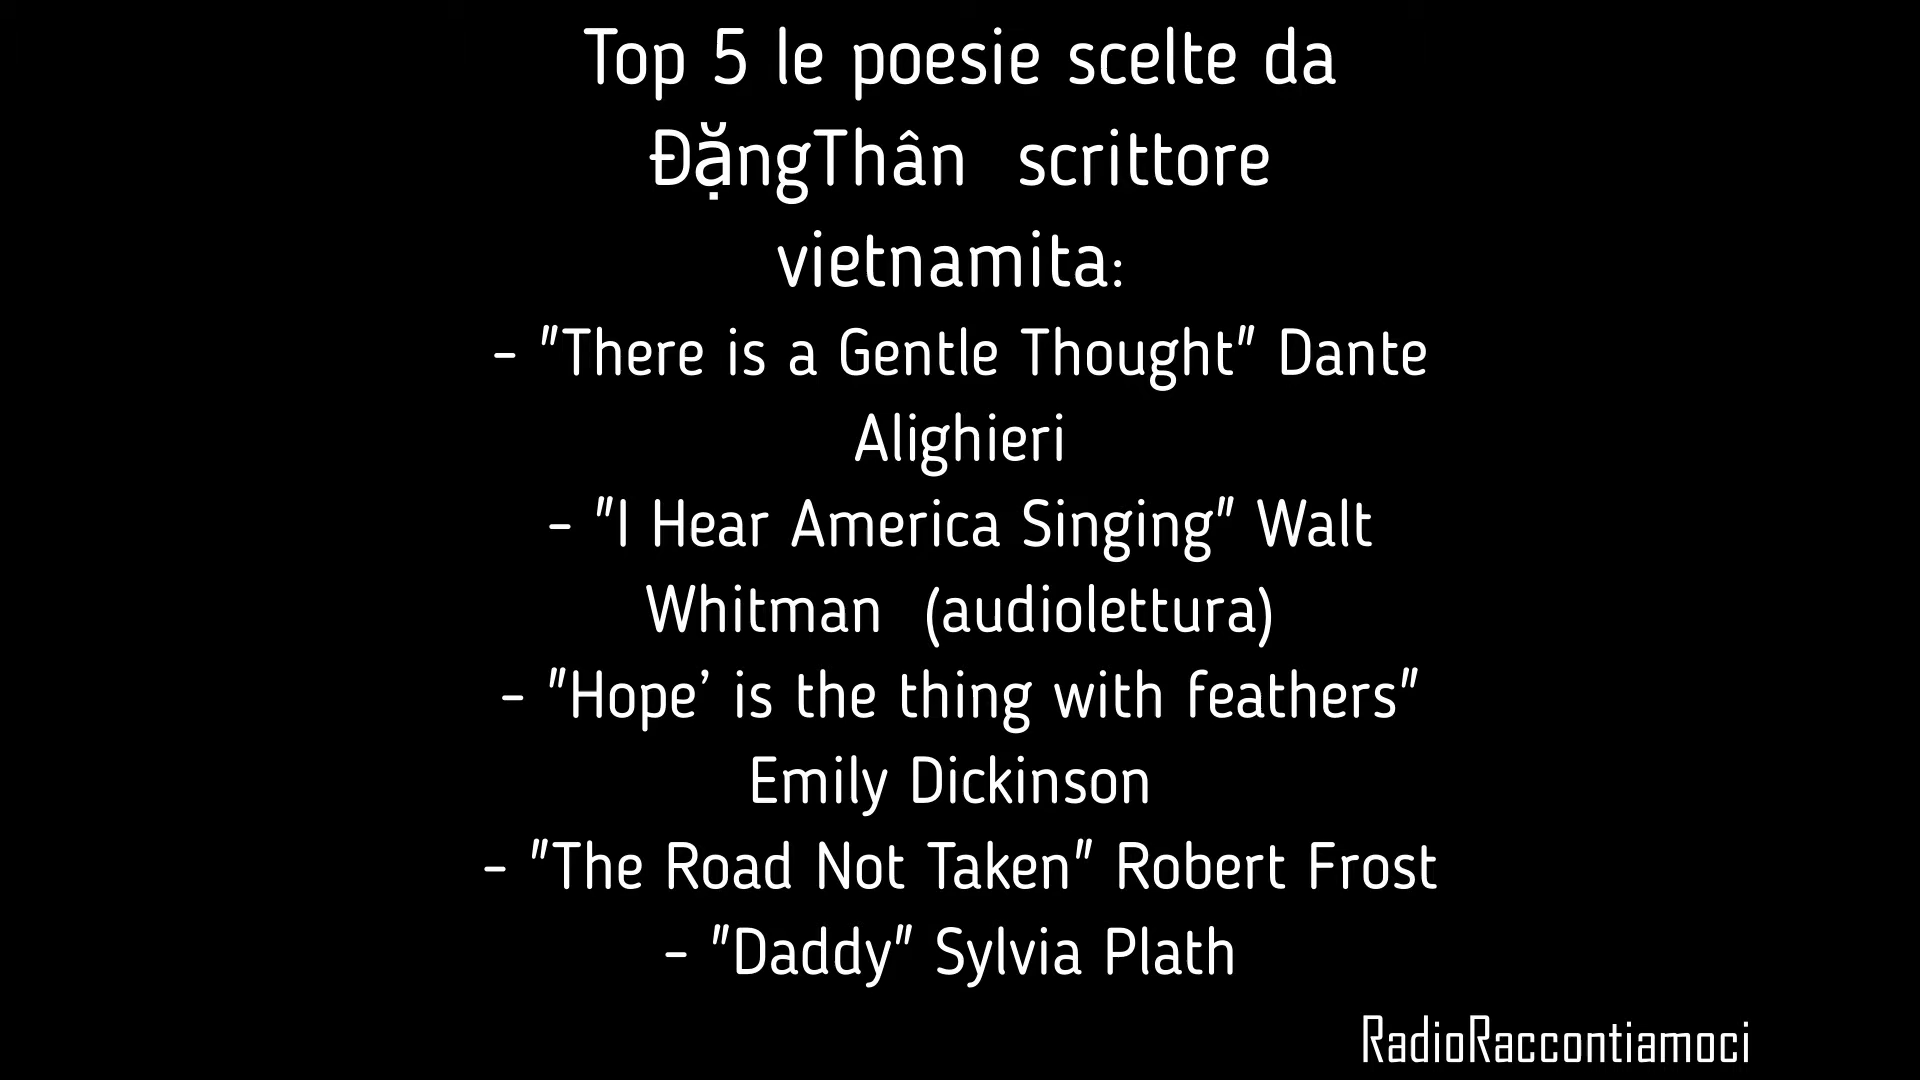 Top 5 le poesie scelte da
ĐặngThân  scrittore
vietnamita:
- "There is a Gentle Thought" Dante
Alighieri
- "I Hear America Singing" Walt
Whitman  (audiolettura)
- "Hope’ is the thing with feathers"
Emily Dickinson
- "The Road Not Taken" Robert Frost
- "Daddy" Sylvia Plath
RadioRaccontiamoci